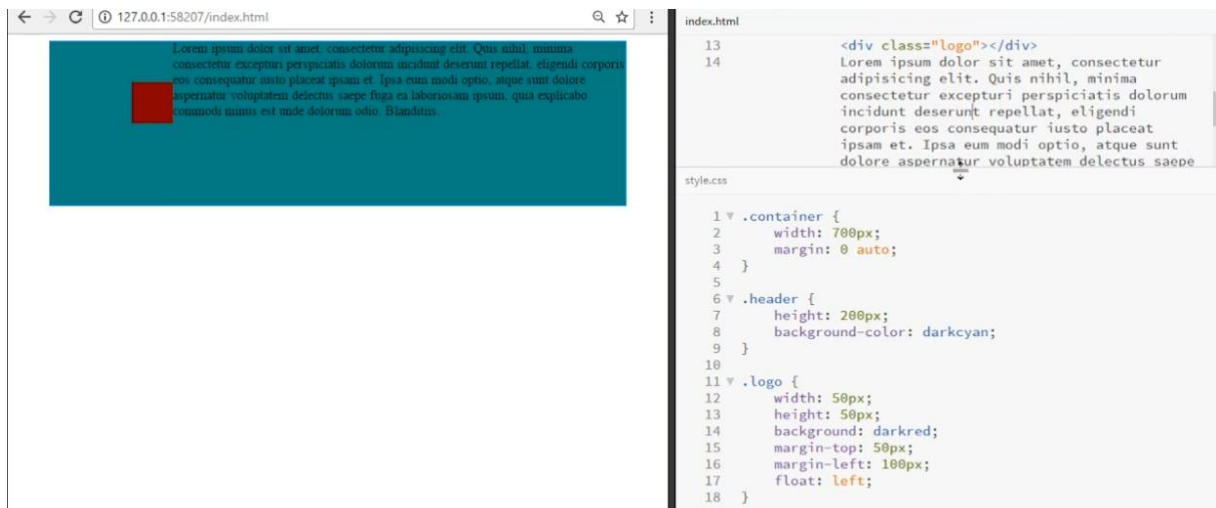 127.0.0.1:58207/index.html
Lorem ipsum dolor sit amet, consectetur adipisicing elit. Quis nihil, minima
consectetur excepturi perspiciatis dolorum incidunt deserunt repellat, eligendi corporis
eos consequatur iusto placeat ipsam et. Ipsa eum modi optio, atque sunt dolore
aspernatur voluptatem delectus saepe fuga ea laboriosam ipsum, quia explicabo
commodi minus est unde dolorum odio. Blanditiis.
index.html
13 <div class="logo"></div>
14 Lorem ipsum dolor sit amet, consectetur
adipisicing elit. Quis nihil, minima
consectetur excepturi perspiciatis dolorum
incidunt deserunt repellat, eligendi
corporis eos consequatur iusto placeat
ipsam et. Ipsa eum modi optio, atque sunt
dolore aspernatur voluptatem delectus saepe
style.css
1 .container {
2 width: 700px;
3 margin: 0 auto;
4 }
5
6 .header {
7 height: 200px;
8 background-color: darkcyan;
9 }
10
11 .logo {
12 width: 50px;
13 height: 50px;
14 background: darkred;
15 margin-top: 50px;
16 margin-left: 100px;
17 float: left;
18 }